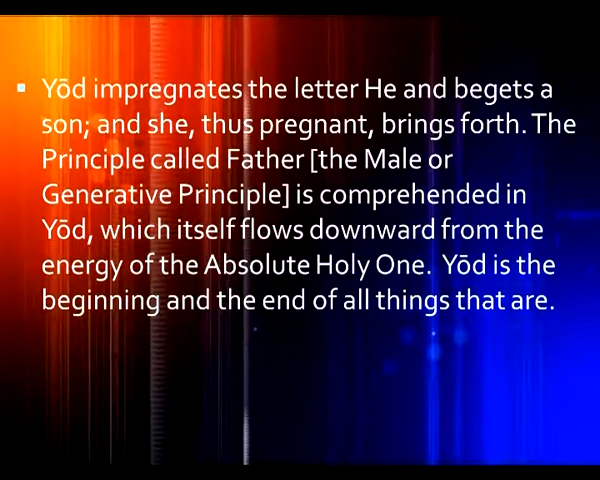 Yōd impregnates the letter He and begets a
son; and she, thus pregnant, brings forth. The
Principle called Father [the Male or
Generative Principle] is comprehended in
Yōd, which itself flows downward from the
energy of the Absolute Holy One.  Yōd is the
beginning and the end of all things that are.